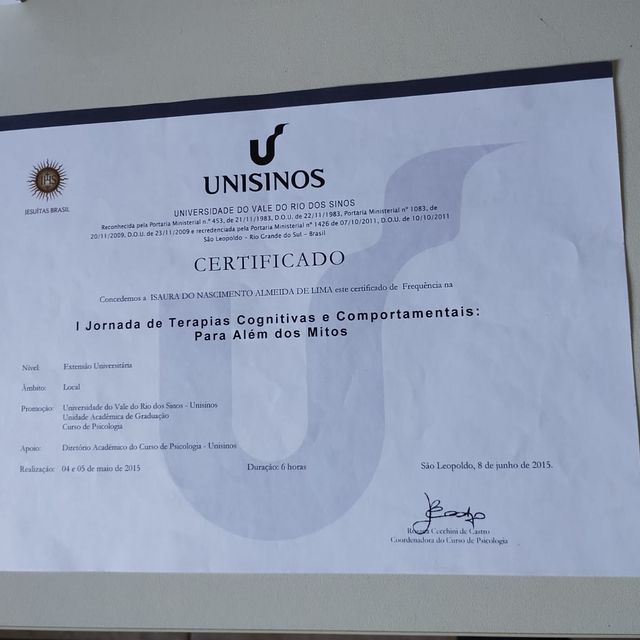 UNISINOS
JESUÍTAS BRASIL
UNIVERSIDADE DO VALE DO RIO DOS SINOS
Reconhecida pela Portaria Ministerial n.º 453, de 21/11/1983, D.O.U. de 22/11/1983, Portaria Ministerial nº 1083, de
20/11/2009, D.O.U. de 23/11/2009 e recredenciada pela Portaria Ministerial nº 1426 de 07/10/2011, D.O.U. de 10/10/2011
São Leopoldo - Rio Grande do Sul - Brasil
CERTIFICADO
Concedemos a ISAURA DO NASCIMENTO ALMEIDA DE LIMA este certificado de Frequência na
I Jornada de Terapias Cognitivas e Comportamentais:
Para Além dos Mitos
Nível: Extensão Universitária
Âmbito: Local
Promoção: Universidade do Vale do Rio dos Sinos - Unisinos
Unidade Acadêmica de Graduação
Curso de Psicologia
Apoio: Diretório Acadêmico do Curso de Psicologia - Unisinos
Realização: 04 e 05 de maio de 2015 Duração: 6 horas São Leopoldo, 8 de junho de 2015.
Cecchini de Castro
Coordenadora do Curso de Psicologia